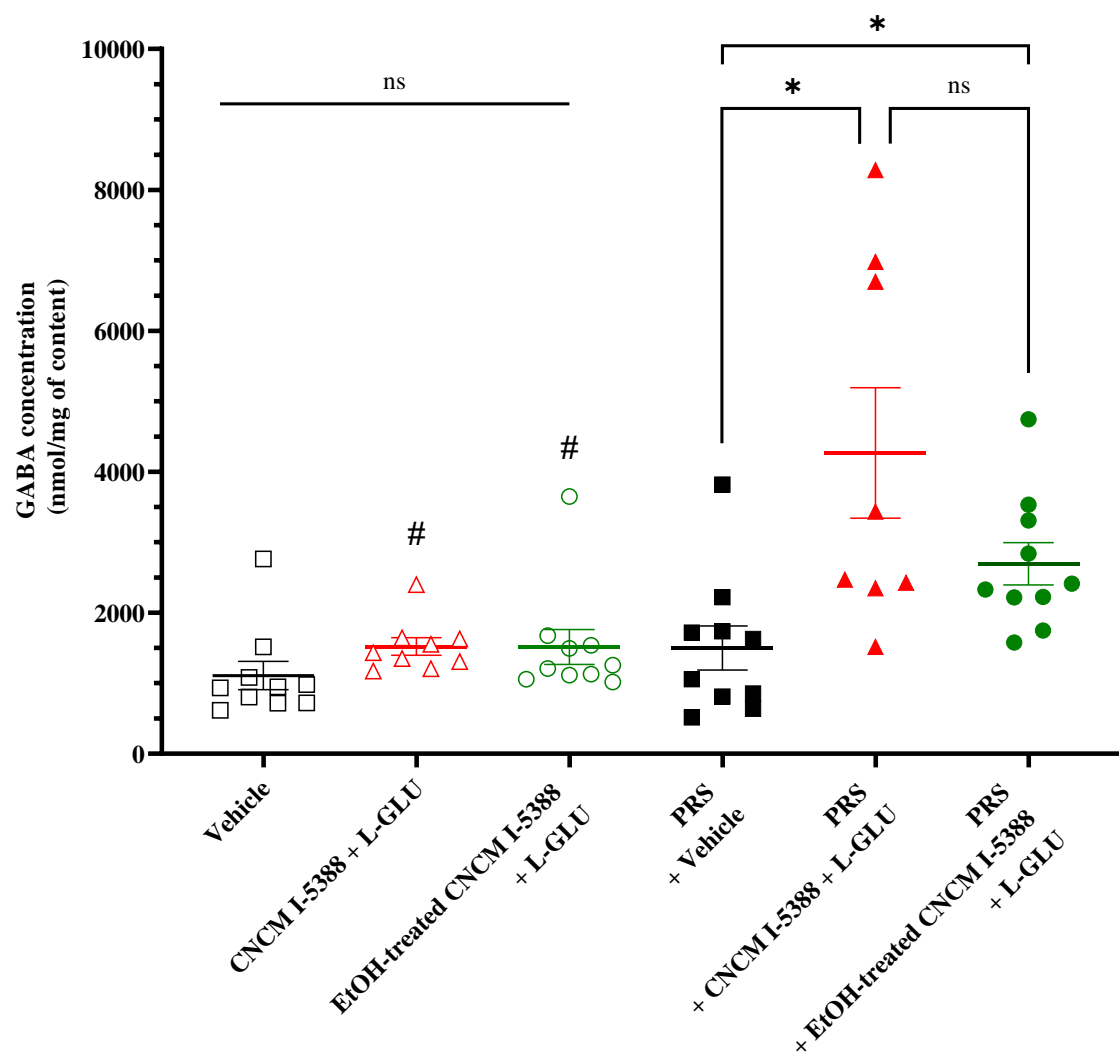 *
10000
ns
*
ns
8000
GABA concentration
(nmol/mg of content)
6000
4000
#
#
2000
0
Vehicle
CNCM I-5388 + L-GLU
EtOH-treated CNCM I-5388
+ L-GLU
PRS
+ Vehicle
PRS
+ CNCM I-5388 + L-GLU
PRS
+ EtOH-treated CNCM I-5388
+ L-GLU